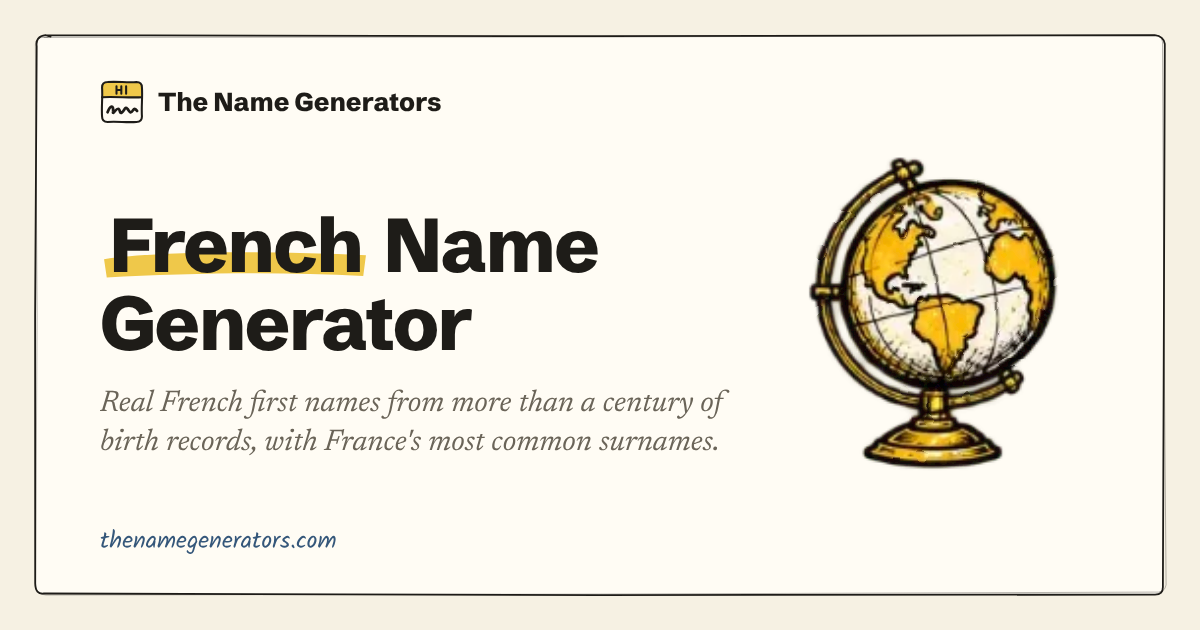 HI
The Name Generators
French Name
Generator
Real French first names from more than a century of
birth records, with France's most common surnames.
thenamegenerators.com